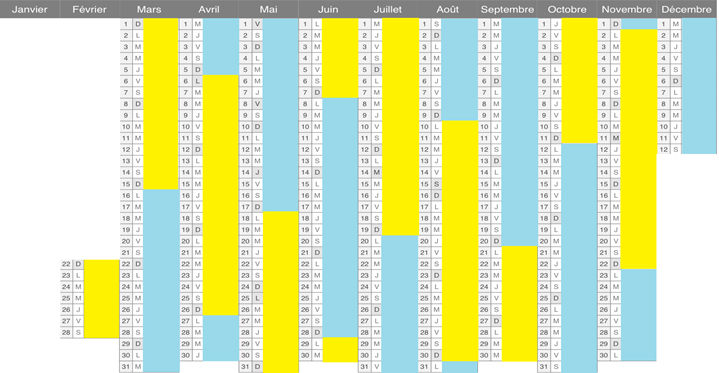 Janvier Février Mars Avril Mai Juin Juillet Août Septembre Octobre Novembre Décembre
1 D 1 M 1 V 1 L 1 M 1 S 1 M 1 J 1 D 1 M
2 L 2 J 2 S 2 M 2 J 2 D 2 M 2 V 2 L 2 M
3 M 3 V 3 D 3 M 3 V 3 L 3 J 3 S 3 M 3 J
4 M 4 S 4 L 4 J 4 S 4 M 4 V 4 D 4 M 4 V
5 J 5 D 5 M 5 V 5 D 5 M 5 S 5 L 5 J 5 S
6 V 6 L 6 M 6 S 6 L 6 J 6 D 6 M 6 V 6 D
7 S 7 M 7 J 7 D 7 M 7 V 7 L 7 M 7 S 7 L
8 D 8 M 8 V 8 L 8 M 8 S 8 M 8 J 8 D 8 M
9 L 9 J 9 S 9 M 9 J 9 D 9 M 9 V 9 L 9 M
10 M 10 V 10 D 10 M 10 V 10 L 10 J 10 S 10 M 10 J
11 M 11 S 11 L 11 J 11 S 11 M 11 V 11 D 11 M 11 V
12 J 12 D 12 M 12 V 12 D 12 M 12 S 12 L 12 J 12 S
13 V 13 L 13 M 13 S 13 L 13 J 13 D 13 M 13 V
14 S 14 M 14 J 14 D 14 M 14 V 14 L 14 M 14 S
15 D 15 M 15 V 15 L 15 M 15 S 15 M 15 J 15 D
16 L 16 J 16 S 16 M 16 J 16 D 16 M 16 V 16 L
17 M 17 V 17 D 17 M 17 V 17 L 17 J 17 S 17 M
18 M 18 S 18 L 18 J 18 S 18 M 18 V 18 D 18 M
19 J 19 D 19 M 19 V 19 D 19 M 19 S 19 L 19 J
20 V 20 L 20 M 20 S 20 L 20 J 20 D 20 M 20 V
21 S 21 M 21 J 21 D 21 M 21 V 21 L 21 M 21 S
22 D 22 D 22 M 22 V 22 L 22 M 22 S 22 M 22 J 22 D
23 L 23 L 23 J 23 S 23 M 23 J 23 D 23 M 23 V 23 L
24 M 24 M 24 V 24 D 24 M 24 V 24 L 24 J 24 S 24 M
25 M 25 M 25 S 25 L 25 J 25 S 25 M 25 V 25 D 25 M
26 J 26 J 26 D 26 M 26 V 26 D 26 M 26 S 26 L 26 J
27 V 27 V 27 L 27 M 27 S 27 L 27 J 27 D 27 M 27 V
28 S 28 S 28 M 28 J 28 D 28 M 28 V 28 L 28 M 28 S
29 D 29 M 29 V 29 L 29 M 29 S 29 M 29 J 29 D
30 L 30 J 30 S 30 M 30 J 30 D 30 M 30 V 30 L
31 M 31 D 31 V 31 L 31 S